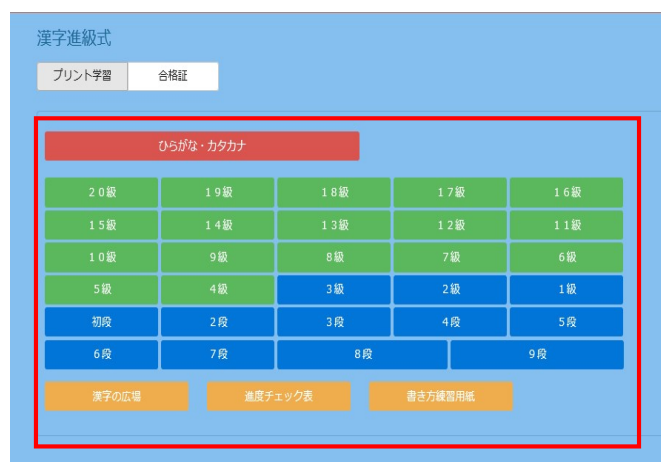 漢字進級式
プリント学習 合格証
ひらがな・カタカナ
20級 19級 18級 17級 16級
15級 14級 13級 12級 11級
10級 9級 8級 7級 6級
5級 4級 3級 2級 1級
初段 2段 3段 4段 5段
6段 7段 8段 9段
漢字の広場 進度チェック表 書き方練習用紙